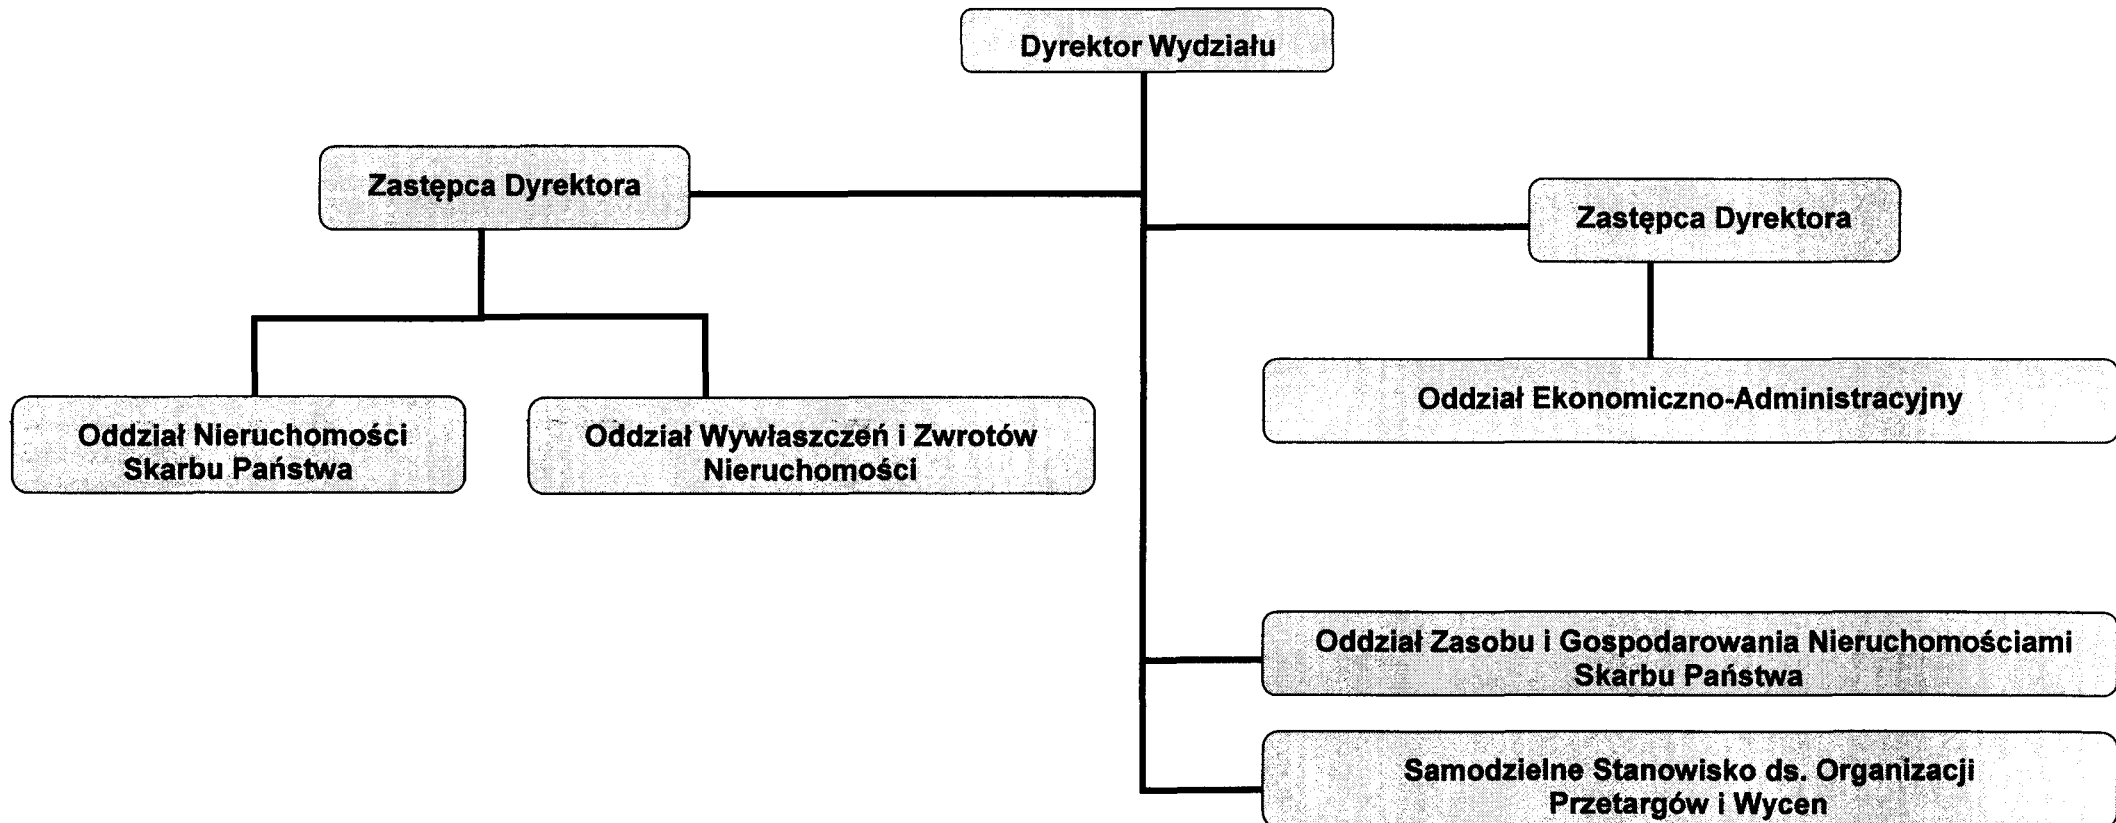 Dyrektor Wydziału
Zastępca Dyrektora
Zastępca Dyrektora
Oddział Nieruchomości
Skarbu Państwa
Oddział Wywłaszczeń i Zwrotów
Nieruchomości
Oddział Ekonomiczno-Administracyjny
Oddział Zasobu i Gospodarowania Nieruchomościami
Skarbu Państwa
Samodzielne Stanowisko ds. Organizacji
Przetargów i Wycen